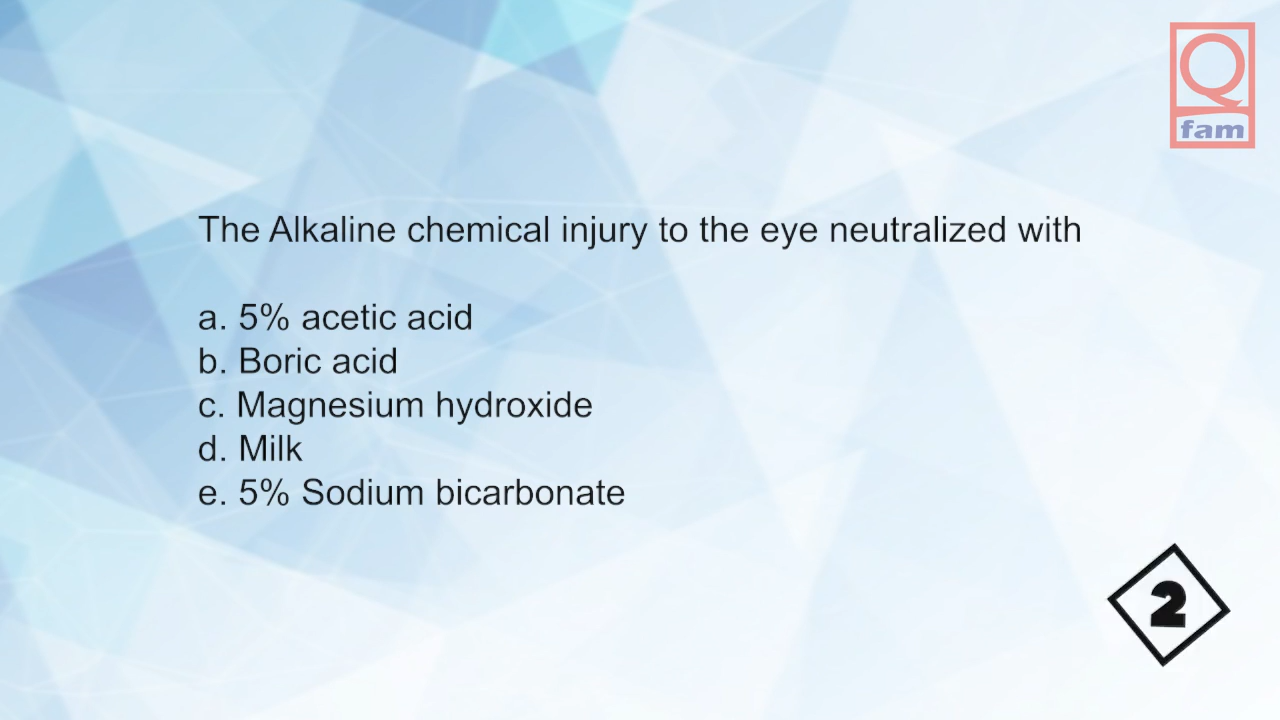 Q
fam
The Alkaline chemical injury to the eye neutralized with
a. 5% acetic acid
b. Boric acid
c. Magnesium hydroxide
d. Milk
e. 5% Sodium bicarbonate
2